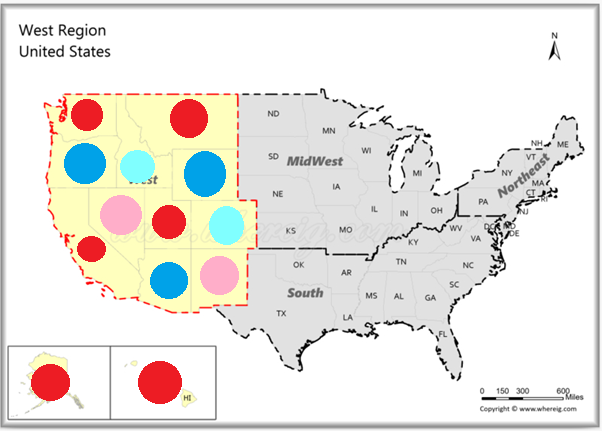 West Region
United States
N
ND
MN
SD
WI
MidWest
MI
NE
IA
IL
IN
OH
KS
MO
ME
NH
VT
NY
MA
Northeast
CT
RI
PA
NJ
MD
DE
DC
WV
VA
KY
NC
TN
OK
AR
SC
South
MS
AL
GA
TX
LA
FL
HI
0 150 300 600 Miles
Copyright © www.whereig.com